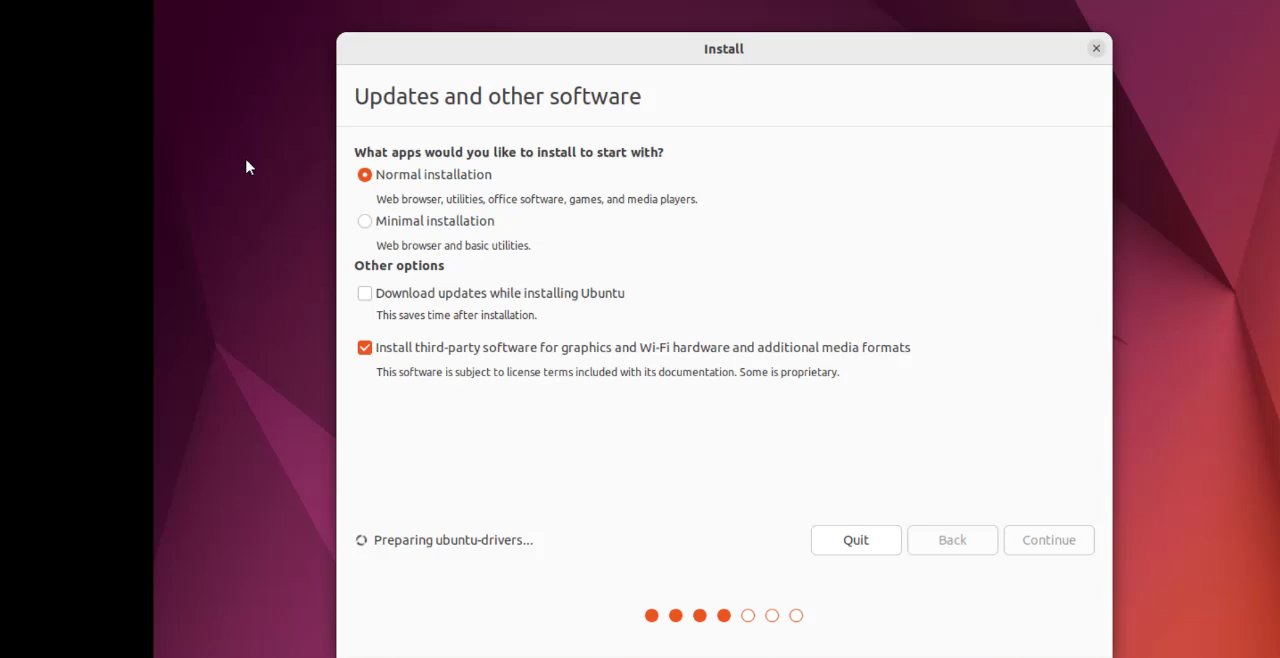 Install
Updates and other software
What apps would you like to install to start with?
Normal installation
Web browser, utilities, office software, games, and media players.
Minimal installation
Web browser and basic utilities.
Other options
Download updates while installing Ubuntu
This saves time after installation.
Install third-party software for graphics and Wi-Fi hardware and additional media formats
This software is subject to license terms included with its documentation. Some is proprietary.
Preparing ubuntu-drivers...
Quit
Back
Continue